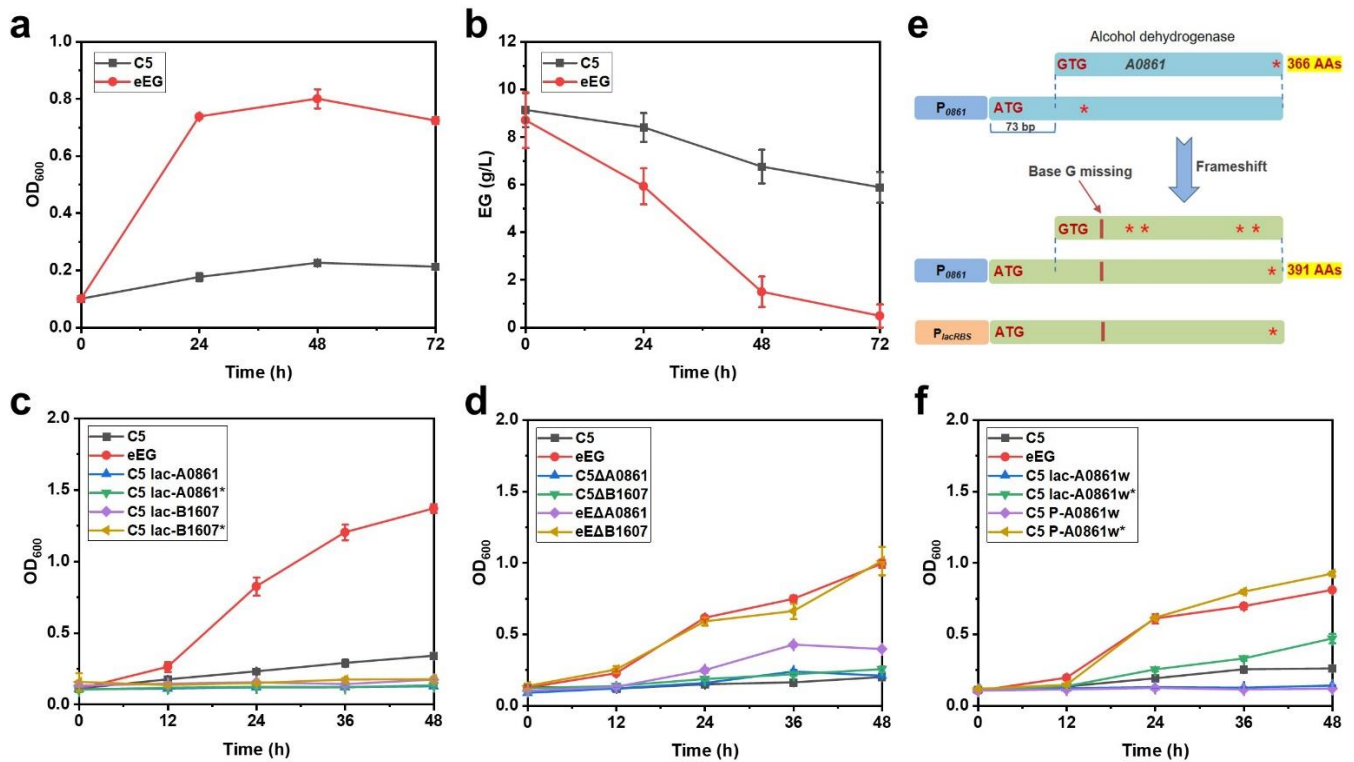 a
C5
eEG
OD600
1.0
0.8
0.6
0.4
0.2
0.0
0
24
48
72
Time (h)
b
C5
eEG
EG (g/L)
12
10
8
6
4
2
0
0
24
48
72
Time (h)
e
Alcohol dehydrogenase
GTG A0861 * 366 AAs
P0861 ATG *
73 bp
Base G missing
Frameshift
GTG * * * *
P0861 ATG * 391 AAs
PlacRBS ATG *
c
C5
eEG
C5 lac-A0861
C5 lac-A0861*
C5 lac-B1607
C5 lac-B1607*
OD600
2.0
1.5
1.0
0.5
0.0
0
12
24
36
48
Time (h)
d
C5
eEG
C5ΔA0861
C5ΔB1607
eEΔA0861
eEΔB1607
OD600
2.0
1.5
1.0
0.5
0.0
0
12
24
36
48
Time (h)
f
C5
eEG
C5 lac-A0861w
C5 lac-A0861w*
C5 P-A0861w
C5 P-A0861w*
OD600
2.0
1.5
1.0
0.5
0.0
0
12
24
36
48
Time (h)